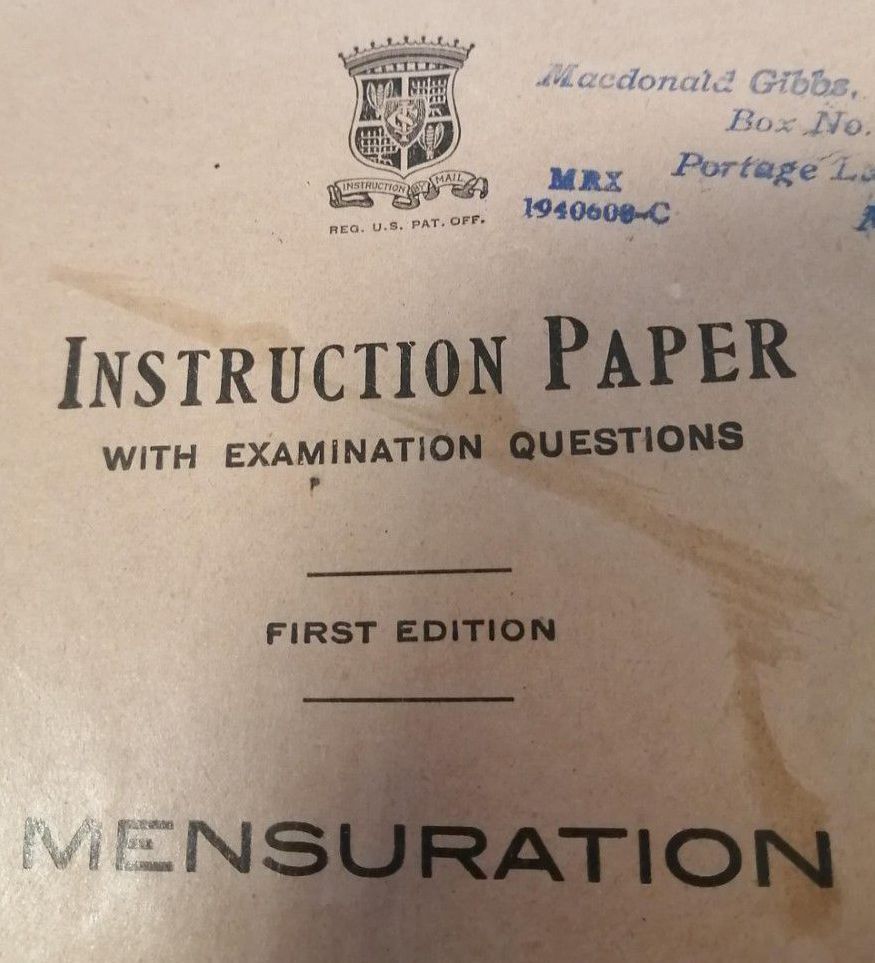 Macdonald Gibbs,
Box No.
Portage
MRX
1940608-C
INSTRUCTION BY MAIL
REG. U.S. PAT. OFF.
INSTRUCTION PAPER
WITH EXAMINATION QUESTIONS
FIRST EDITION
MENSURATION